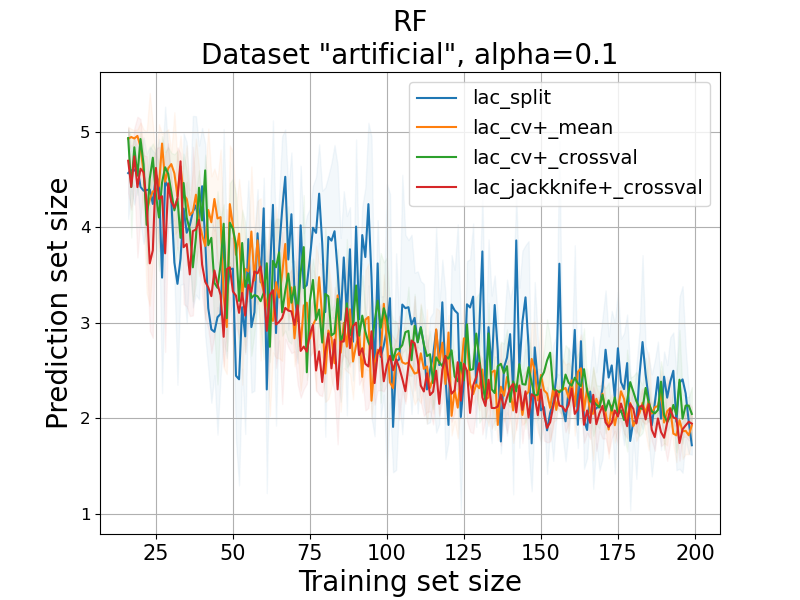 RF
Dataset "artificial", alpha=0.1
lac_split
lac_cv+_mean
lac_cv+_crossval
lac_jackknife+_crossval
Prediction set size
5
4
3
2
1
25 50 75 100 125 150 175 200
Training set size